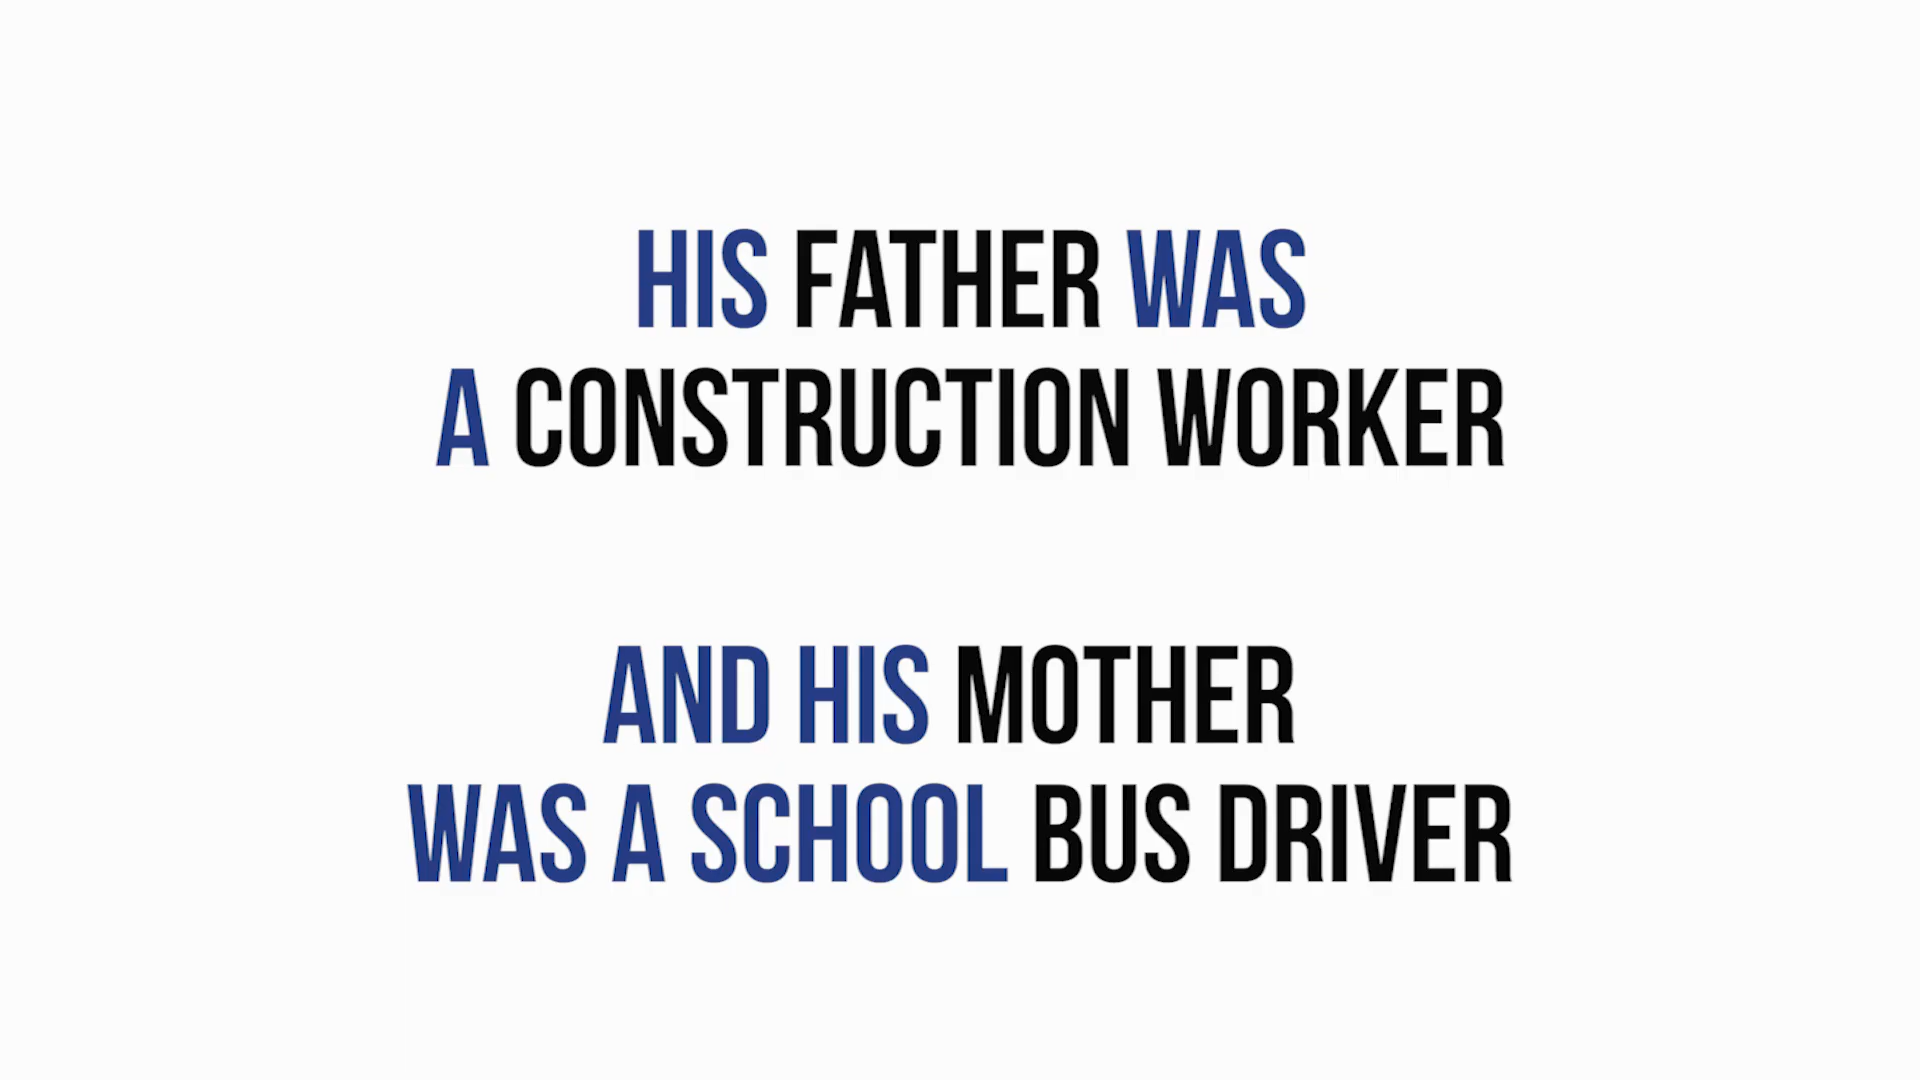 HIS FATHER WAS
A CONSTRUCTION WORKER
AND HIS MOTHER
WAS A SCHOOL BUS DRIVER